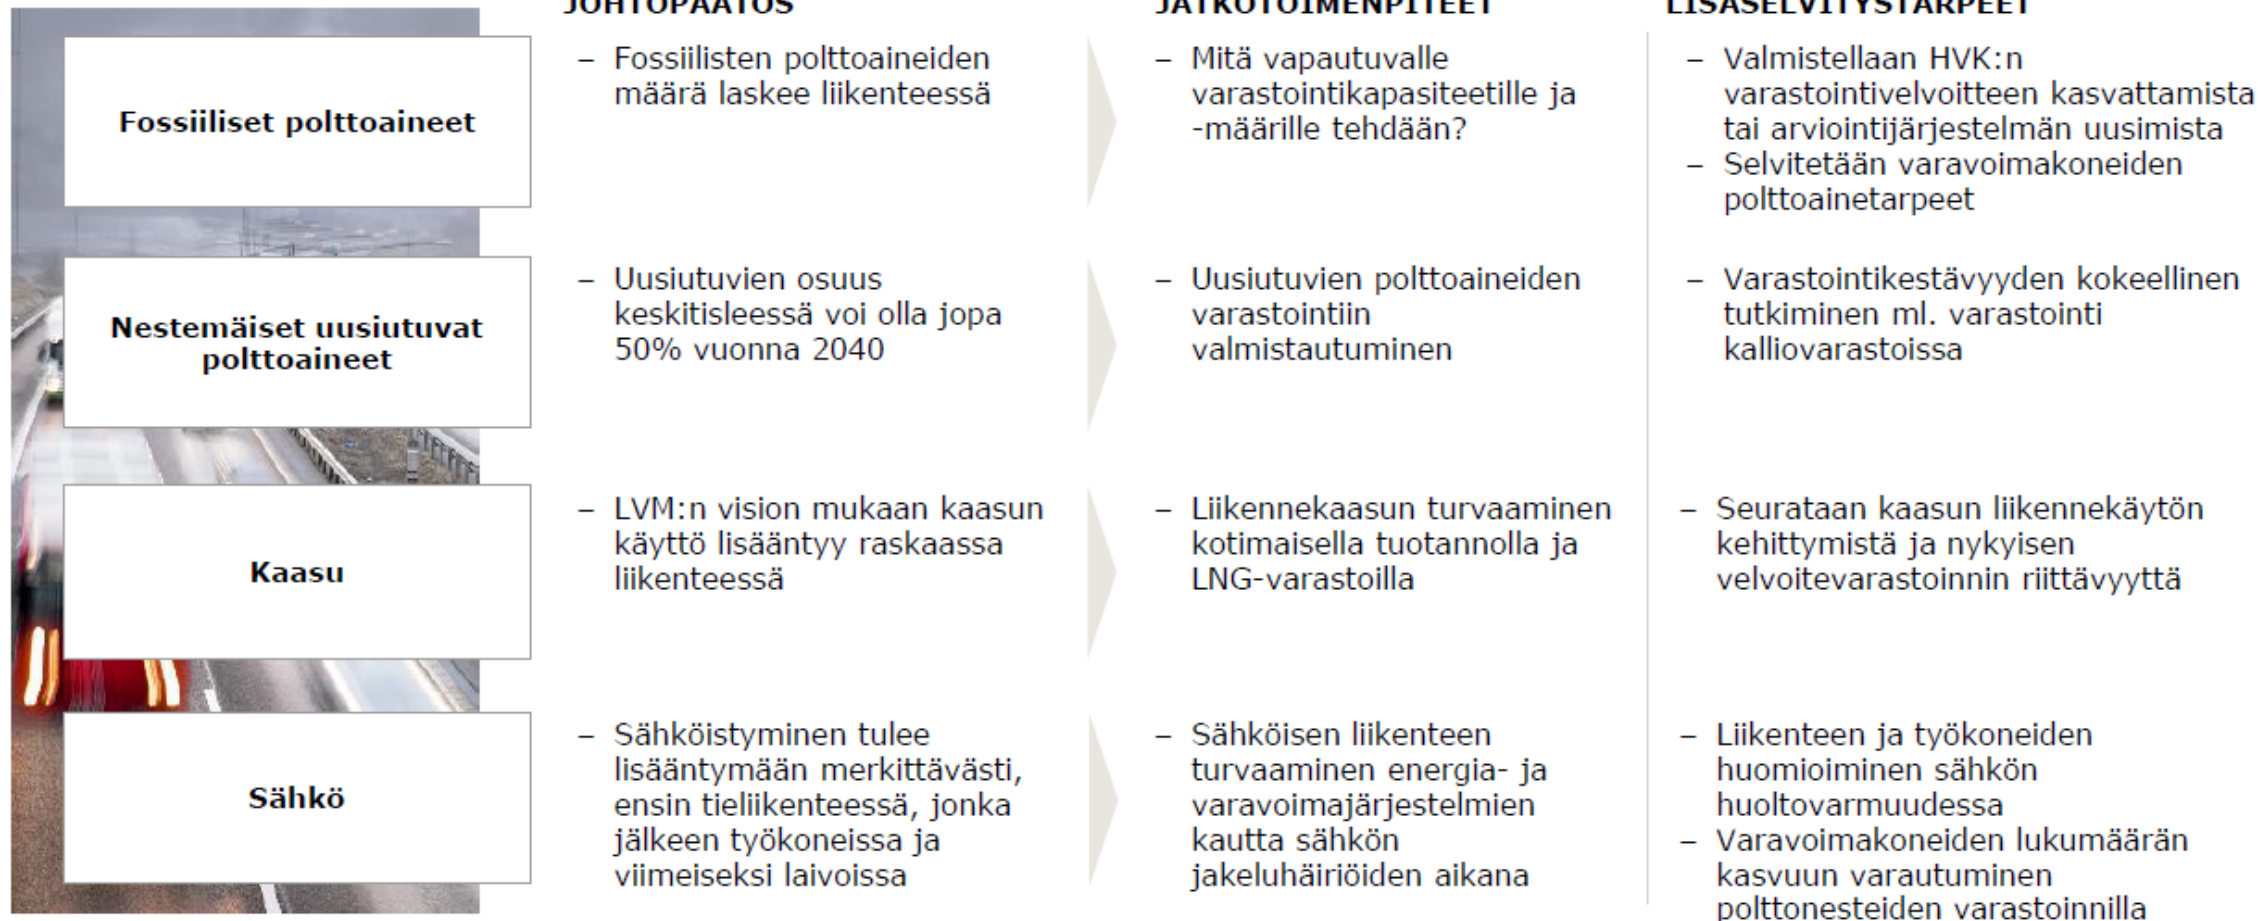 JOHTOPÄÄTÖS
JATKOTOIMENPITEET
LISÄSELVITYSTARPEET
Fossiiliset polttoaineet
– Fossiilisten polttoaineiden
määrä laskee liikenteessä
– Mitä vapautuvalle
varastointikapasiteetille ja
-määrille tehdään?
– Valmistellaan HVK:n
varastointivelvoitteen kasvattamista
tai arviointijärjestelmän uusimista
– Selvitetään varavoimakoneiden
polttoainetarpeet
Nestemäiset uusiutuvat
polttoaineet
– Uusiutuvien osuus
keskitisleessä voi olla jopa
50% vuonna 2040
– Uusiutuvien polttoaineiden
varastointiin
valmistautuminen
– Varastointikestävyyden kokeellinen
tutkiminen ml. varastointi
kalliovarastoissa
Kaasu
– LVM:n vision mukaan kaasun
käyttö lisääntyy raskaassa
liikenteessä
– Liikennekaasun turvaaminen
kotimaisella tuotannolla ja
LNG-varastoilla
– Seurataan kaasun liikennekäytön
kehittymistä ja nykyisen
velvoitevarastoinnin riittävyyttä
Sähkö
– Sähköistyminen tulee
lisääntymään merkittävästi,
ensin tieliikenteessä, jonka
jälkeen työkoneissa ja
viimeiseksi laivoissa
– Sähköisen liikenteen
turvaaminen energia- ja
varavoimajärjestelmien
kautta sähkön
jakeluhäiriöiden aikana
– Liikenteen ja työkoneiden
huomioiminen sähkön
huoltovarmuudessa
– Varavoimakoneiden lukumäärän
kasvuun varautuminen
polttonesteiden varastoinnilla